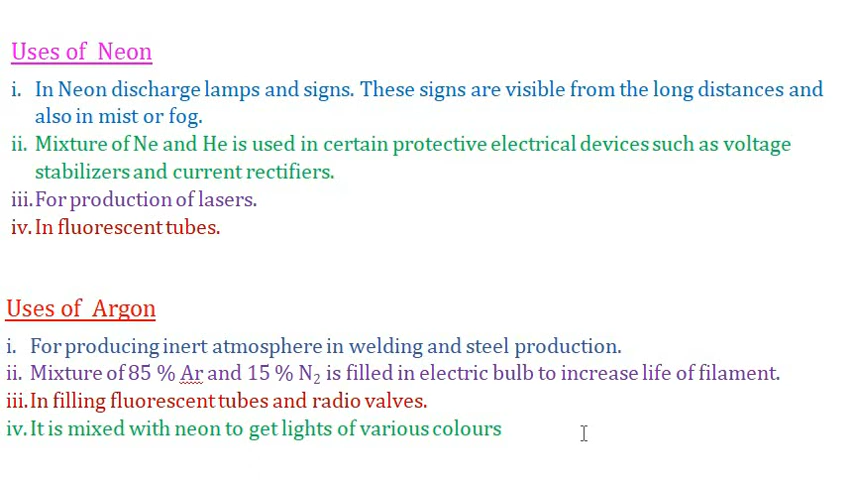 Uses of Neon
i. In Neon discharge lamps and signs. These signs are visible from the long distances and
also in mist or fog.
ii. Mixture of Ne and He is used in certain protective electrical devices such as voltage
stabilizers and current rectifiers.
iii. For production of lasers.
iv. In fluorescent tubes.
Uses of Argon
i. For producing inert atmosphere in welding and steel production.
ii. Mixture of 85 % Ar and 15 % N₂ is filled in electric bulb to increase life of filament.
iii. In filling fluorescent tubes and radio valves.
iv. It is mixed with neon to get lights of various colours